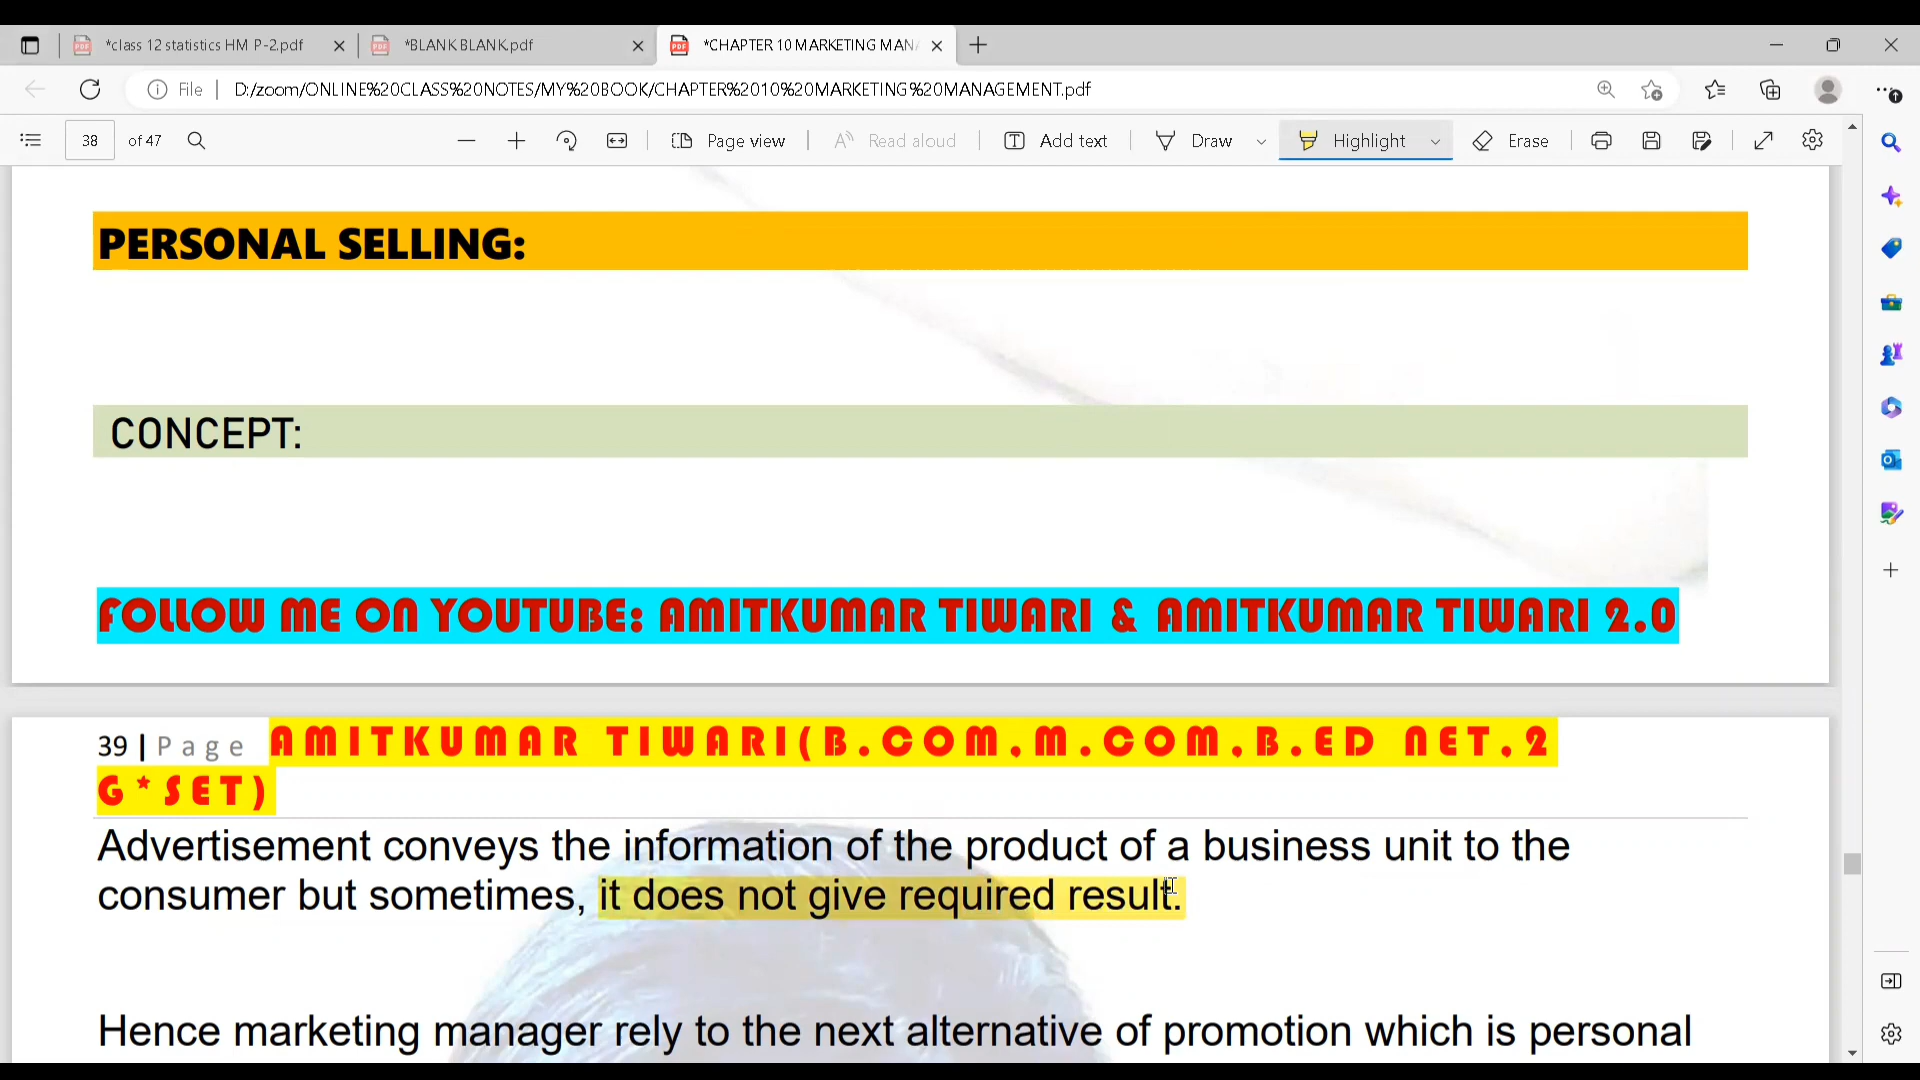 *class 12 statistics HM P-2.pdf
*BLANK BLANK.pdf
*CHAPTER 10 MARKETING MAN
File
D:/zoom/ONLINE%20CLASS%20NOTES/MY%20BOOK/CHAPTER%2010%20MARKETING%20MANAGEMENT.pdf
38 of 47
Page view
Read aloud
Add text
Draw
Highlight
Erase
PERSONAL SELLING:
CONCEPT:
FOLLOW ME ON YOUTUBE: AMITKUMAR TIWARI & AMITKUMAR TIWARI 2.0
39 | Page AMITKUMAR TIWARI(B.COM,M.COM,B.ED NET,2
G*SET)
Advertisement conveys the information of the product of a business unit to the
consumer but sometimes, it does not give required result.
Hence marketing manager rely to the next alternative of promotion which is personal